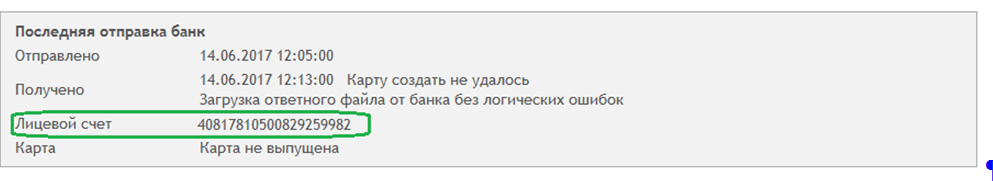 Последняя отправка банк
Отправлено 14.06.2017 12:05:00
Получено 14.06.2017 12:13:00 Карту создать не удалось
Загрузка ответного файла от банка без логических ошибок
Лицевой счет 40817810500829259982
Карта Карта не выпущена
¶